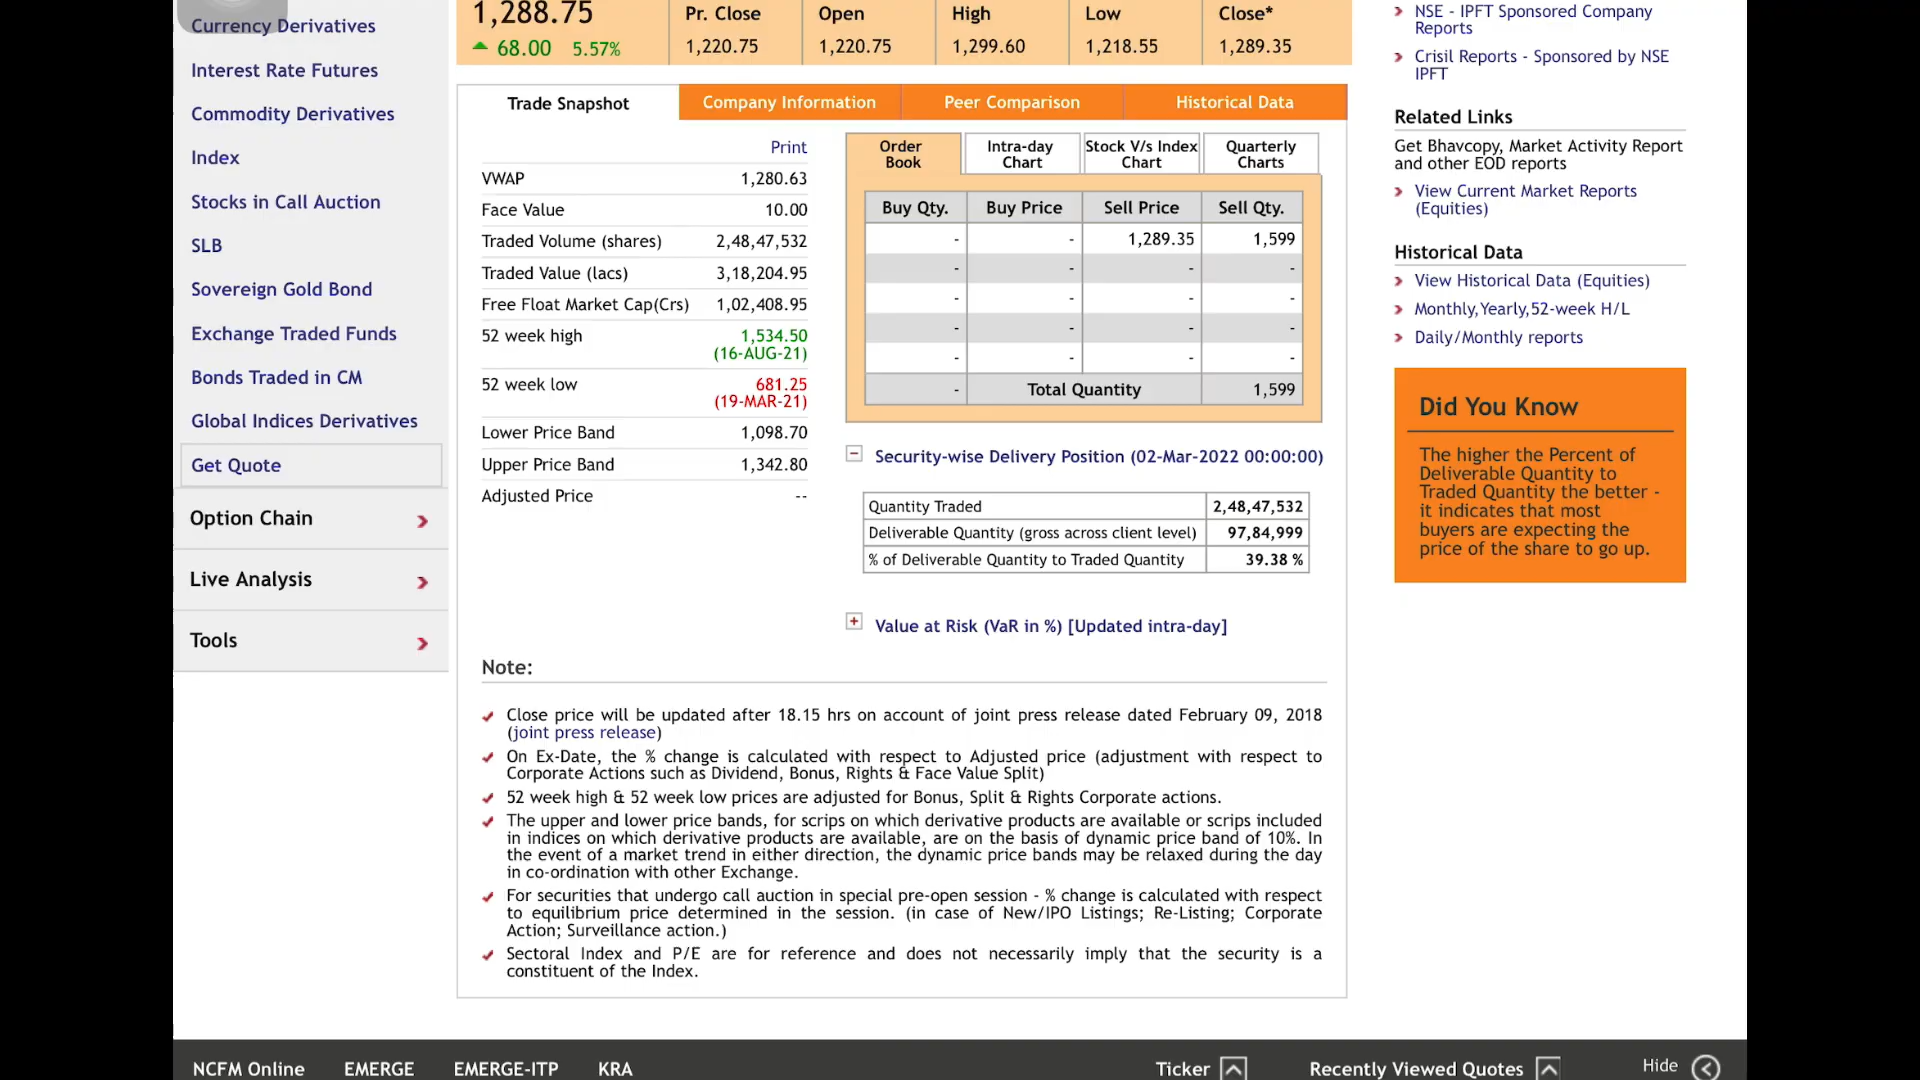 Currency Derivatives
Interest Rate Futures
Commodity Derivatives
Index
Stocks in Call Auction
SLB
Sovereign Gold Bond
Exchange Traded Funds
Bonds Traded in CM
Global Indices Derivatives
Get Quote
Option Chain
Live Analysis
Tools
1,288.75
68.00 5.57%
Pr. Close Open High Low Close*
1,220.75 1,220.75 1,299.60 1,218.55 1,289.35
Trade Snapshot Company Information Peer Comparison Historical Data
Print
VWAP 1,280.63
Face Value 10.00
Traded Volume (shares) 2,48,47,532
Traded Value (lacs) 3,18,204.95
Free Float Market Cap(Crs) 1,02,408.95
52 week high 1,534.50
(16-AUG-21)
52 week low 681.25
(19-MAR-21)
Lower Price Band 1,098.70
Upper Price Band 1,342.80
Adjusted Price --
Order Book
Intra-day Chart
Stock V/s Index Chart
Quarterly Charts
Buy Qty. Buy Price Sell Price Sell Qty.
- - 1,289.35 1,599
- - - -
- - - -
- - - -
- - - -
- Total Quantity 1,599
Security-wise Delivery Position (02-Mar-2022 00:00:00)
Quantity Traded 2,48,47,532
Deliverable Quantity (gross across client level) 97,84,999
% of Deliverable Quantity to Traded Quantity 39.38 %
Value at Risk (VaR in %) [Updated intra-day]
Note:
Close price will be updated after 18.15 hrs on account of joint press release dated February 09, 2018
(joint press release)
On Ex-Date, the % change is calculated with respect to Adjusted price (adjustment with respect to
Corporate Actions such as Dividend, Bonus, Rights & Face Value Split)
52 week high & 52 week low prices are adjusted for Bonus, Split & Rights Corporate actions.
The upper and lower price bands, for scrips on which derivative products are available or scrips included
in indices on which derivative products are available, are on the basis of dynamic price band of 10%. In
the event of a market trend in either direction, the dynamic price bands may be relaxed during the day
in co-ordination with other Exchange.
For securities that undergo call auction in special pre-open session - % change is calculated with respect
to equilibrium price determined in the session. (in case of New/IPO Listings; Re-Listing; Corporate
Action; Surveillance action.)
Sectoral Index and P/E are for reference and does not necessarily imply that the security is a
constituent of the Index.
NSE - IPFT Sponsored Company
Reports
Crisil Reports - Sponsored by NSE
IPFT
Related Links
Get Bhavcopy, Market Activity Report
and other EOD reports
View Current Market Reports
(Equities)
Historical Data
View Historical Data (Equities)
Monthly,Yearly,52-week H/L
Daily/Monthly reports
Did You Know
The higher the Percent of
Deliverable Quantity to
Traded Quantity the better -
it indicates that most
buyers are expecting the
price of the share to go up.
NCFM Online EMERGE EMERGE-ITP KRA Ticker Recently Viewed Quotes Hide